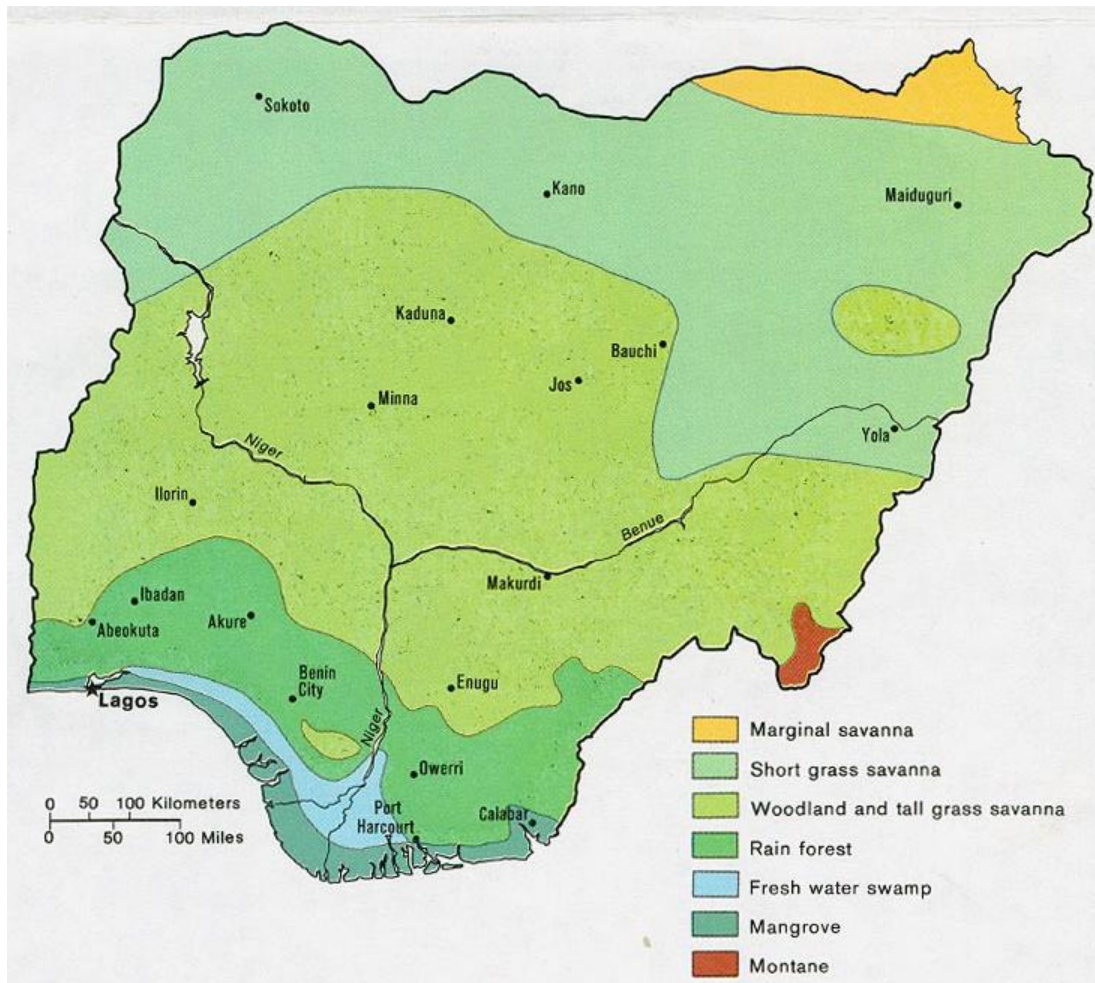 Sokoto
Kano
Maiduguri
Kaduna
Bauchi
Jos
Minna
Yola
Niger
Ilorin
Benue
Makurdi
Ibadan
Akure
Abeokuta
Benin
City
Enugu
Lagos
Niger
Owerri
Port
Harcourt
Calabar
0 50 100 Kilometers
0 50 100 Miles
Marginal savanna
Short grass savanna
Woodland and tall grass savanna
Rain forest
Fresh water swamp
Mangrove
Montane